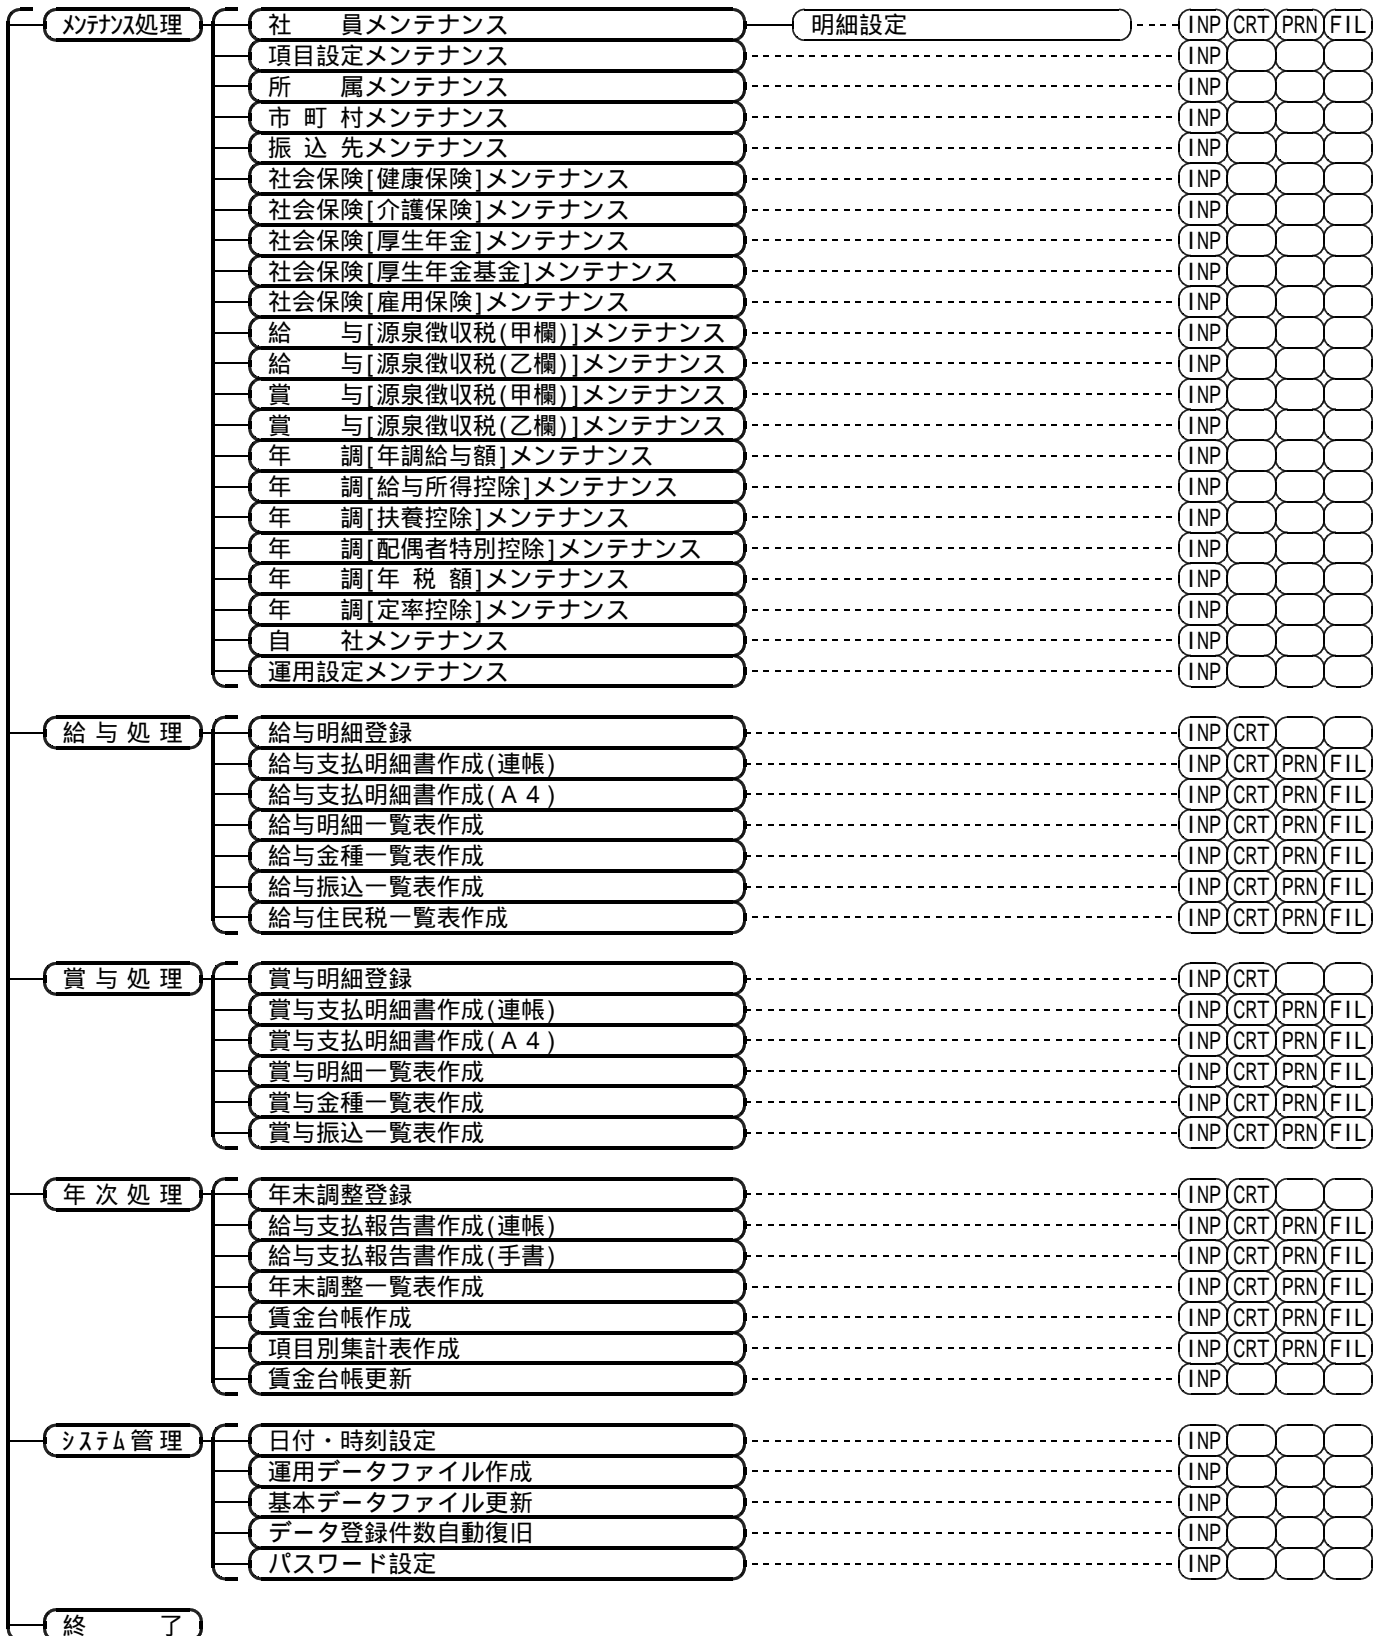 ﾒﾝﾃﾅﾝｽ処理 社　　員メンテナンス 明細設定 INP CRT PRN FIL
項目設定メンテナンス INP
所　　属メンテナンス INP
市 町 村メンテナンス INP
振 込 先メンテナンス INP
社会保険[健康保険]メンテナンス INP
社会保険[介護保険]メンテナンス INP
社会保険[厚生年金]メンテナンス INP
社会保険[厚生年金基金]メンテナンス INP
社会保険[雇用保険]メンテナンス INP
給　　与[源泉徴収税(甲欄)]メンテナンス INP
給　　与[源泉徴収税(乙欄)]メンテナンス INP
賞　　与[源泉徴収税(甲欄)]メンテナンス INP
賞　　与[源泉徴収税(乙欄)]メンテナンス INP
年　　調[年調給与額]メンテナンス INP
年　　調[給与所得控除]メンテナンス INP
年　　調[扶養控除]メンテナンス INP
年　　調[配偶者特別控除]メンテナンス INP
年　　調[年 税 額]メンテナンス INP
年　　調[定率控除]メンテナンス INP
自　　社メンテナンス INP
運用設定メンテナンス INP
給 与 処 理 給与明細登録 INP CRT
給与支払明細書作成(連帳) INP CRT PRN FIL
給与支払明細書作成(Ａ４) INP CRT PRN FIL
給与明細一覧表作成 INP CRT PRN FIL
給与金種一覧表作成 INP CRT PRN FIL
給与振込一覧表作成 INP CRT PRN FIL
給与住民税一覧表作成 INP CRT PRN FIL
賞 与 処 理 賞与明細登録 INP CRT
賞与支払明細書作成(連帳) INP CRT PRN FIL
賞与支払明細書作成(Ａ４) INP CRT PRN FIL
賞与明細一覧表作成 INP CRT PRN FIL
賞与金種一覧表作成 INP CRT PRN FIL
賞与振込一覧表作成 INP CRT PRN FIL
年 次 処 理 年末調整登録 INP CRT
給与支払報告書作成(連帳) INP CRT PRN FIL
給与支払報告書作成(手書) INP CRT PRN FIL
年末調整一覧表作成 INP CRT PRN FIL
賃金台帳作成 INP CRT PRN FIL
項目別集計表作成 INP CRT PRN FIL
賃金台帳更新 INP
ｼｽﾃﾑ管 理 日付・時刻設定 INP
運用データファイル作成 INP
基本データファイル更新 INP
データ登録件数自動復旧 INP
パスワード設定 INP
終　　　了